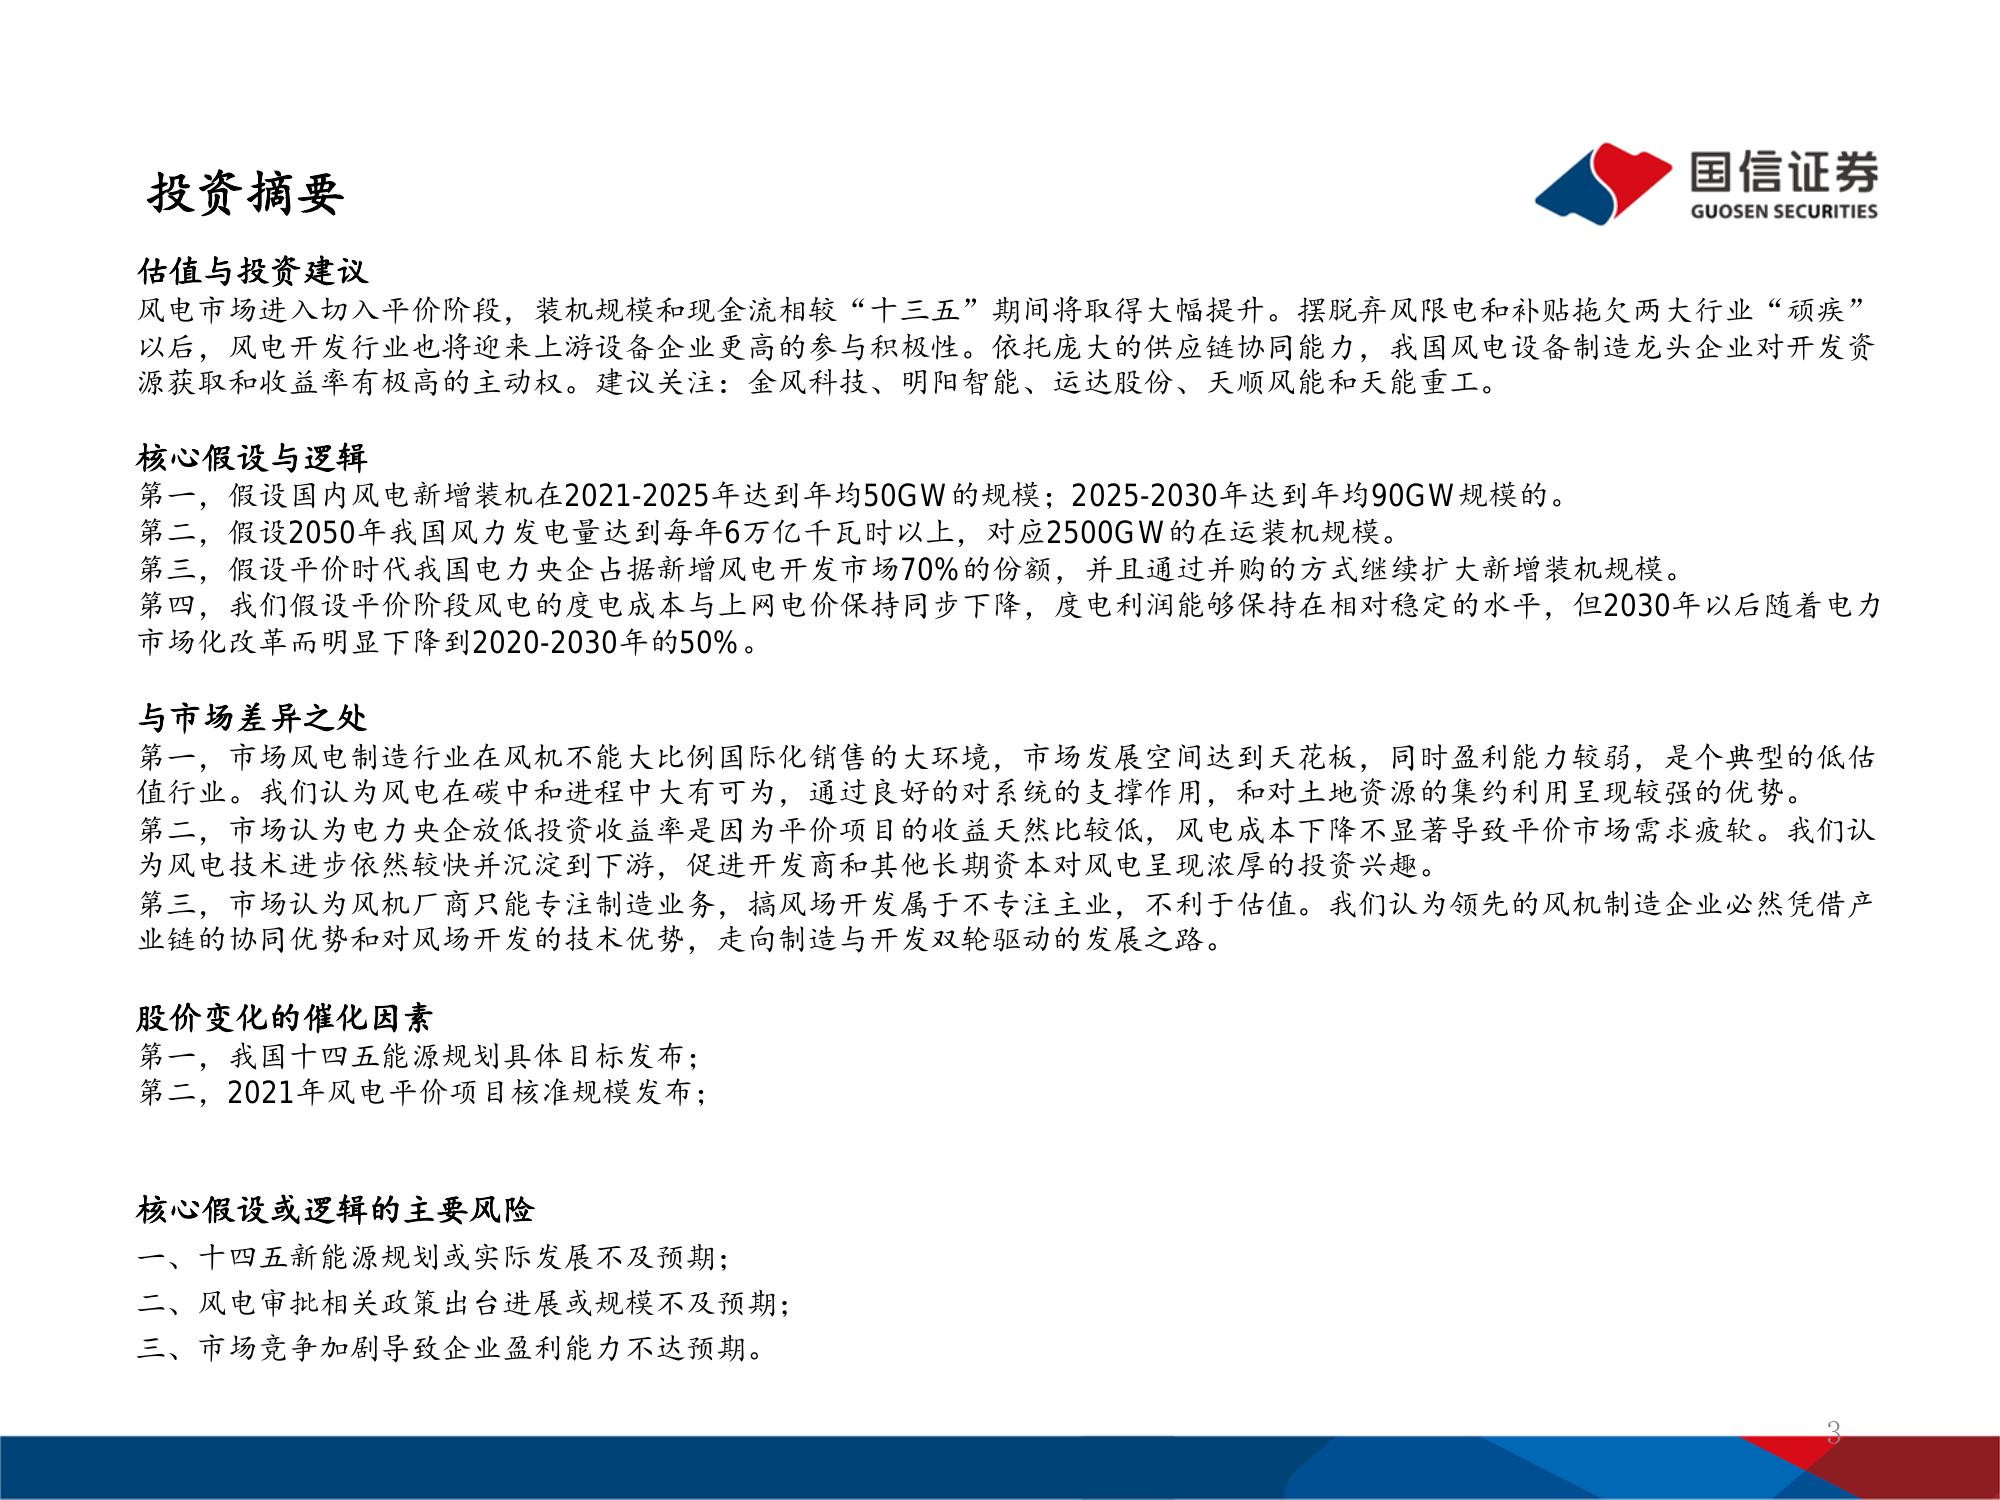 投资摘要
国信证券
GUOSEN SECURITIES
估值与投资建议
风电市场进入切入平价阶段，装机规模和现金流相较“十三五”期间将取得大幅提升。摆脱弃风限电和补贴拖欠两大行业“顽疾”
以后，风电开发行业也将迎来上游设备企业更高的参与积极性。依托庞大的供应链协同能力，我国风电设备制造龙头企业对开发资
源获取和收益率有极高的主动权。建议关注：金风科技、明阳智能、运达股份、天顺风能和天能重工。
核心假设与逻辑
第一，假设国内风电新增装机在2021-2025年达到年均50GW的规模；2025-2030年达到年均90GW规模的。
第二，假设2050年我国风力发电量达到每年6万亿千瓦时以上，对应2500GW的在运装机规模。
第三，假设平价时代我国电力央企占据新增风电开发市场70%的份额，并且通过并购的方式继续扩大新增装机规模。
第四，我们假设平价阶段风电的度电成本与上网电价保持同步下降，度电利润能够保持在相对稳定的水平，但2030年以后随着电力
市场化改革而明显下降到2020-2030年的50%。
与市场差异之处
第一，市场风电制造行业在风机不能大比例国际化销售的大环境，市场发展空间达到天花板，同时盈利能力较弱，是个典型的低估
值行业。我们认为风电在碳中和进程中大有可为，通过良好的对系统的支撑作用，和对土地资源的集约利用呈现较强的优势。
第二，市场认为电力央企放低投资收益率是因为平价项目的收益天然比较低，风电成本下降不显著导致平价市场需求疲软。我们认
为风电技术进步依然较快并沉淀到下游，促进开发商和其他长期资本对风电呈现浓厚的投资兴趣。
第三，市场认为风机厂商只能专注制造业务，搞风场开发属于不专注主业，不利于估值。我们认为领先的风机制造企业必然凭借产
业链的协同优势和对风场开发的技术优势，走向制造与开发双轮驱动的发展之路。
股价变化的催化因素
第一，我国十四五能源规划具体目标发布；
第二，2021年风电平价项目核准规模发布；
核心假设或逻辑的主要风险
一、十四五新能源规划或实际发展不及预期；
二、风电审批相关政策出台进展或规模不及预期；
三、市场竞争加剧导致企业盈利能力不达预期。
3